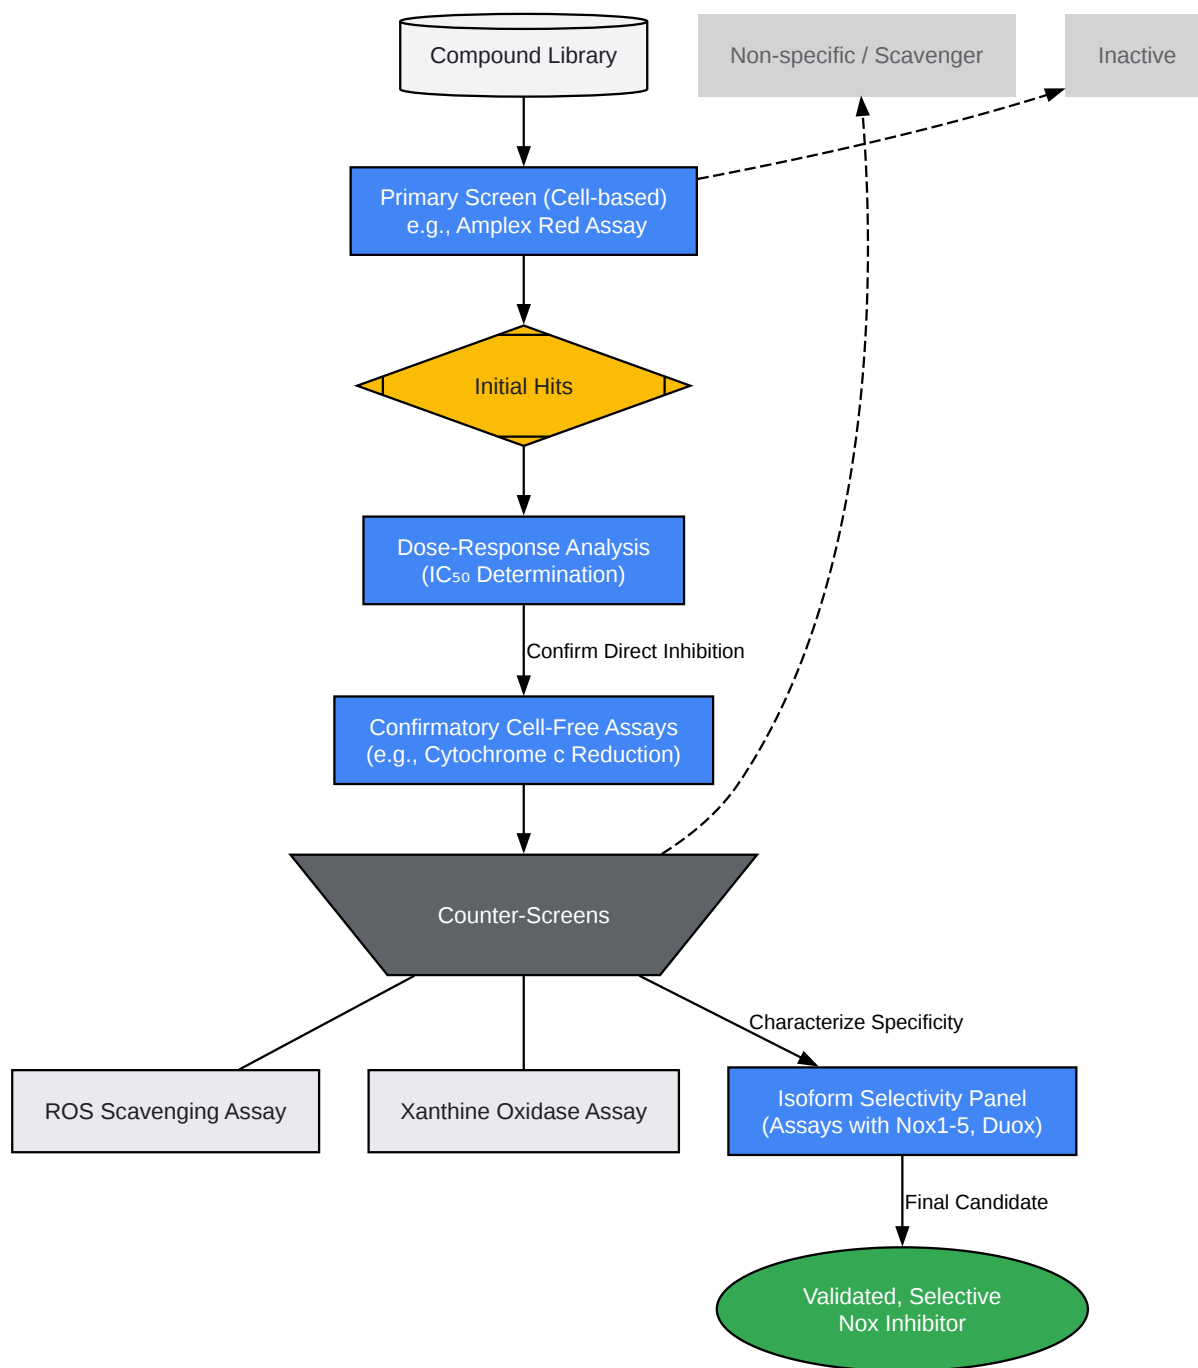 Compound Library
Non-specific / Scavenger
Inactive
Primary Screen (Cell-based)
e.g., Amplex Red Assay
Initial Hits
Dose-Response Analysis
(IC₅₀ Determination)
Confirm Direct Inhibition
Confirmatory Cell-Free Assays
(e.g., Cytochrome c Reduction)
Counter-Screens
Characterize Specificity
ROS Scavenging Assay
Xanthine Oxidase Assay
Isoform Selectivity Panel
(Assays with Nox1-5, Duox)
Final Candidate
Validated, Selective
Nox Inhibitor